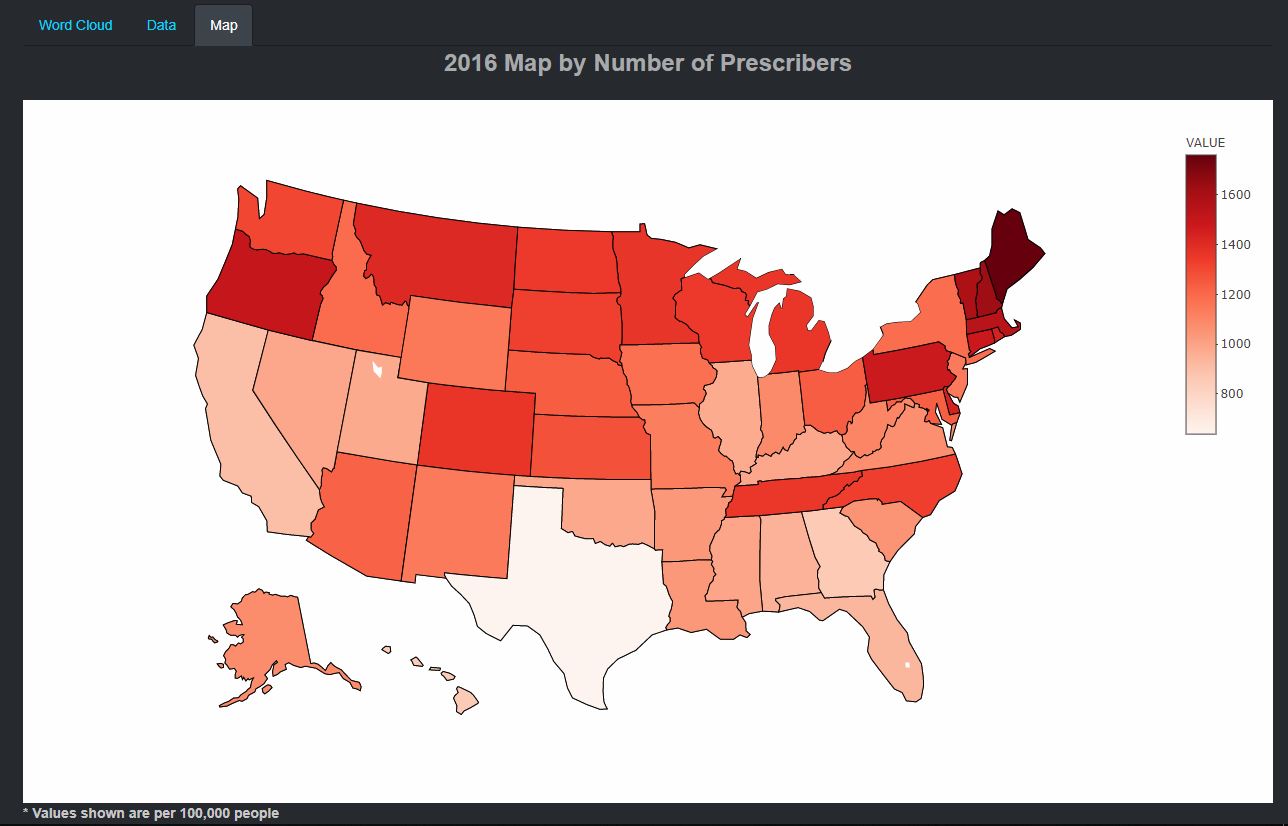 Word Cloud Data Map
2016 Map by Number of Prescribers
VALUE
1600
1400
1200
1000
800
* Values shown are per 100,000 people